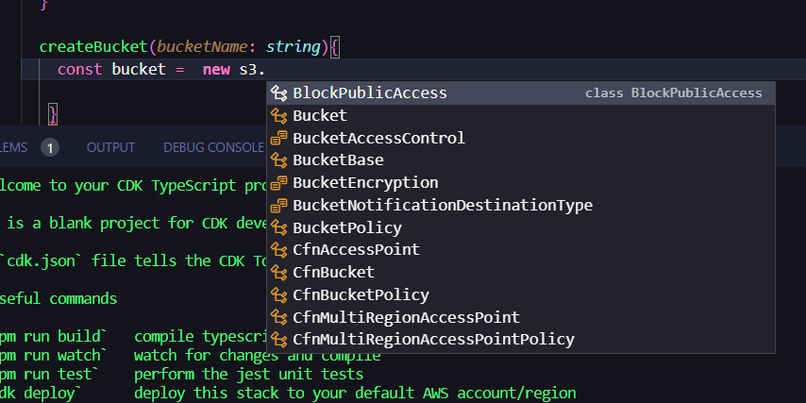 }
createBucket(bucketName: string){
const bucket =  new s3.
BlockPublicAccess class BlockPublicAccess
Bucket
BucketAccessControl
BucketBase
BucketEncryption
BucketNotificationDestinationType
BucketPolicy
CfnAccessPoint
CfnBucket
CfnBucketPolicy
CfnMultiRegionAccessPoint
CfnMultiRegionAccessPointPolicy
}
LEMS 1 OUTPUT DEBUG CONSOLE
lcome to your CDK TypeScript pro
is a blank project for CDK deve
`cdk.json` file tells the CDK To
seful commands
pm run build`   compile typescri
pm run watch`   watch for changes and compile
pm run test`    perform the jest unit tests
dk deploy`      deploy this stack to your default AWS account/region